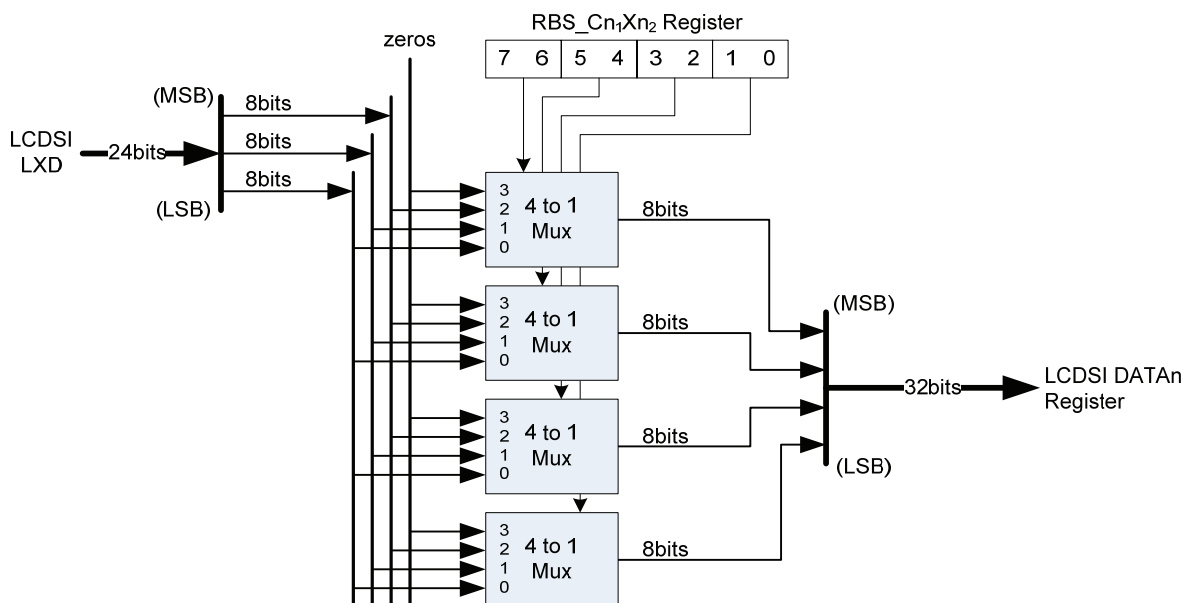 RBS_Cn₁Xn₂ Register
zeros
7 6 5 4 3 2 1 0
(MSB)
8bits
LCDSI
LXD
24bits
8bits
8bits
(LSB)
3
2
1
0
4 to 1
Mux
8bits
3
2
1
0
4 to 1
Mux
8bits
(MSB)
32bits
LCDSI DATAn
Register
3
2
1
0
4 to 1
Mux
8bits
(LSB)
3
2
1
0
4 to 1
Mux
8bits